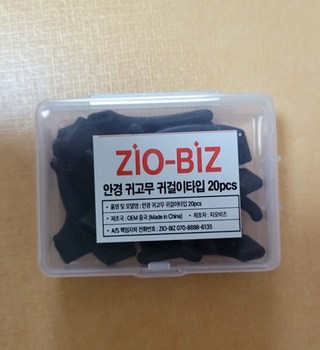 ZIO-BIZ
안경 귀고무 귀걸이타입 20pcs
• 품명 및 모델명 : 안경 귀고무 귀걸이타입 20pcs
• 제조국 : OEM 중국 (Made in China) • 제조자 : 지오비즈
• A/S 책임자와 전화번호 : ZIO-BIZ 070-8888-8135